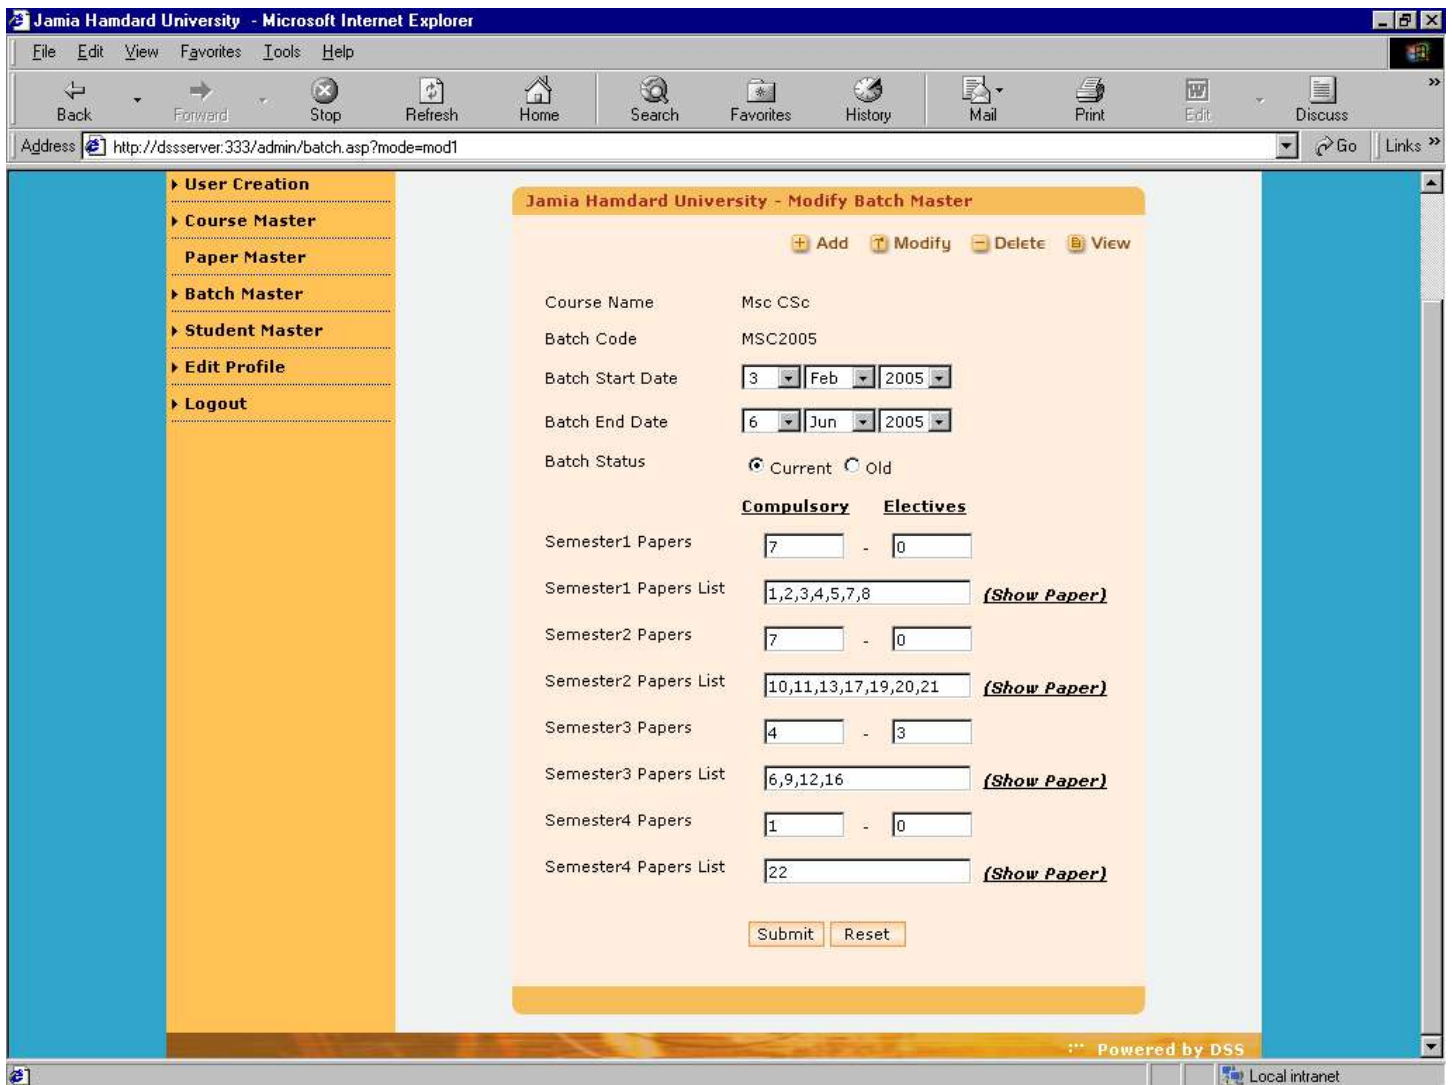 Jamia Hamdard University - Microsoft Internet Explorer
File Edit View Favorites Tools Help
Back Forward Stop Refresh Home Search Favorites History Mail Print Edit Discuss »
Address http://dssserver:333/admin/batch.asp?mode=mod1 Go Links »
User Creation
Course Master
Paper Master
Batch Master
Student Master
Edit Profile
Logout
Jamia Hamdard University - Modify Batch Master
Add Modify Delete View
Course Name Msc CSc
Batch Code MSC2005
Batch Start Date 3 Feb 2005
Batch End Date 6 Jun 2005
Batch Status Current Old
Compulsory Electives
Semester1 Papers 7 - 0
Semester1 Papers List 1,2,3,4,5,7,8 (Show Paper)
Semester2 Papers 7 - 0
Semester2 Papers List 10,11,13,17,19,20,21 (Show Paper)
Semester3 Papers 4 - 3
Semester3 Papers List 6,9,12,16 (Show Paper)
Semester4 Papers 1 - 0
Semester4 Papers List 22 (Show Paper)
Submit Reset
Powered by DSS
Local intranet